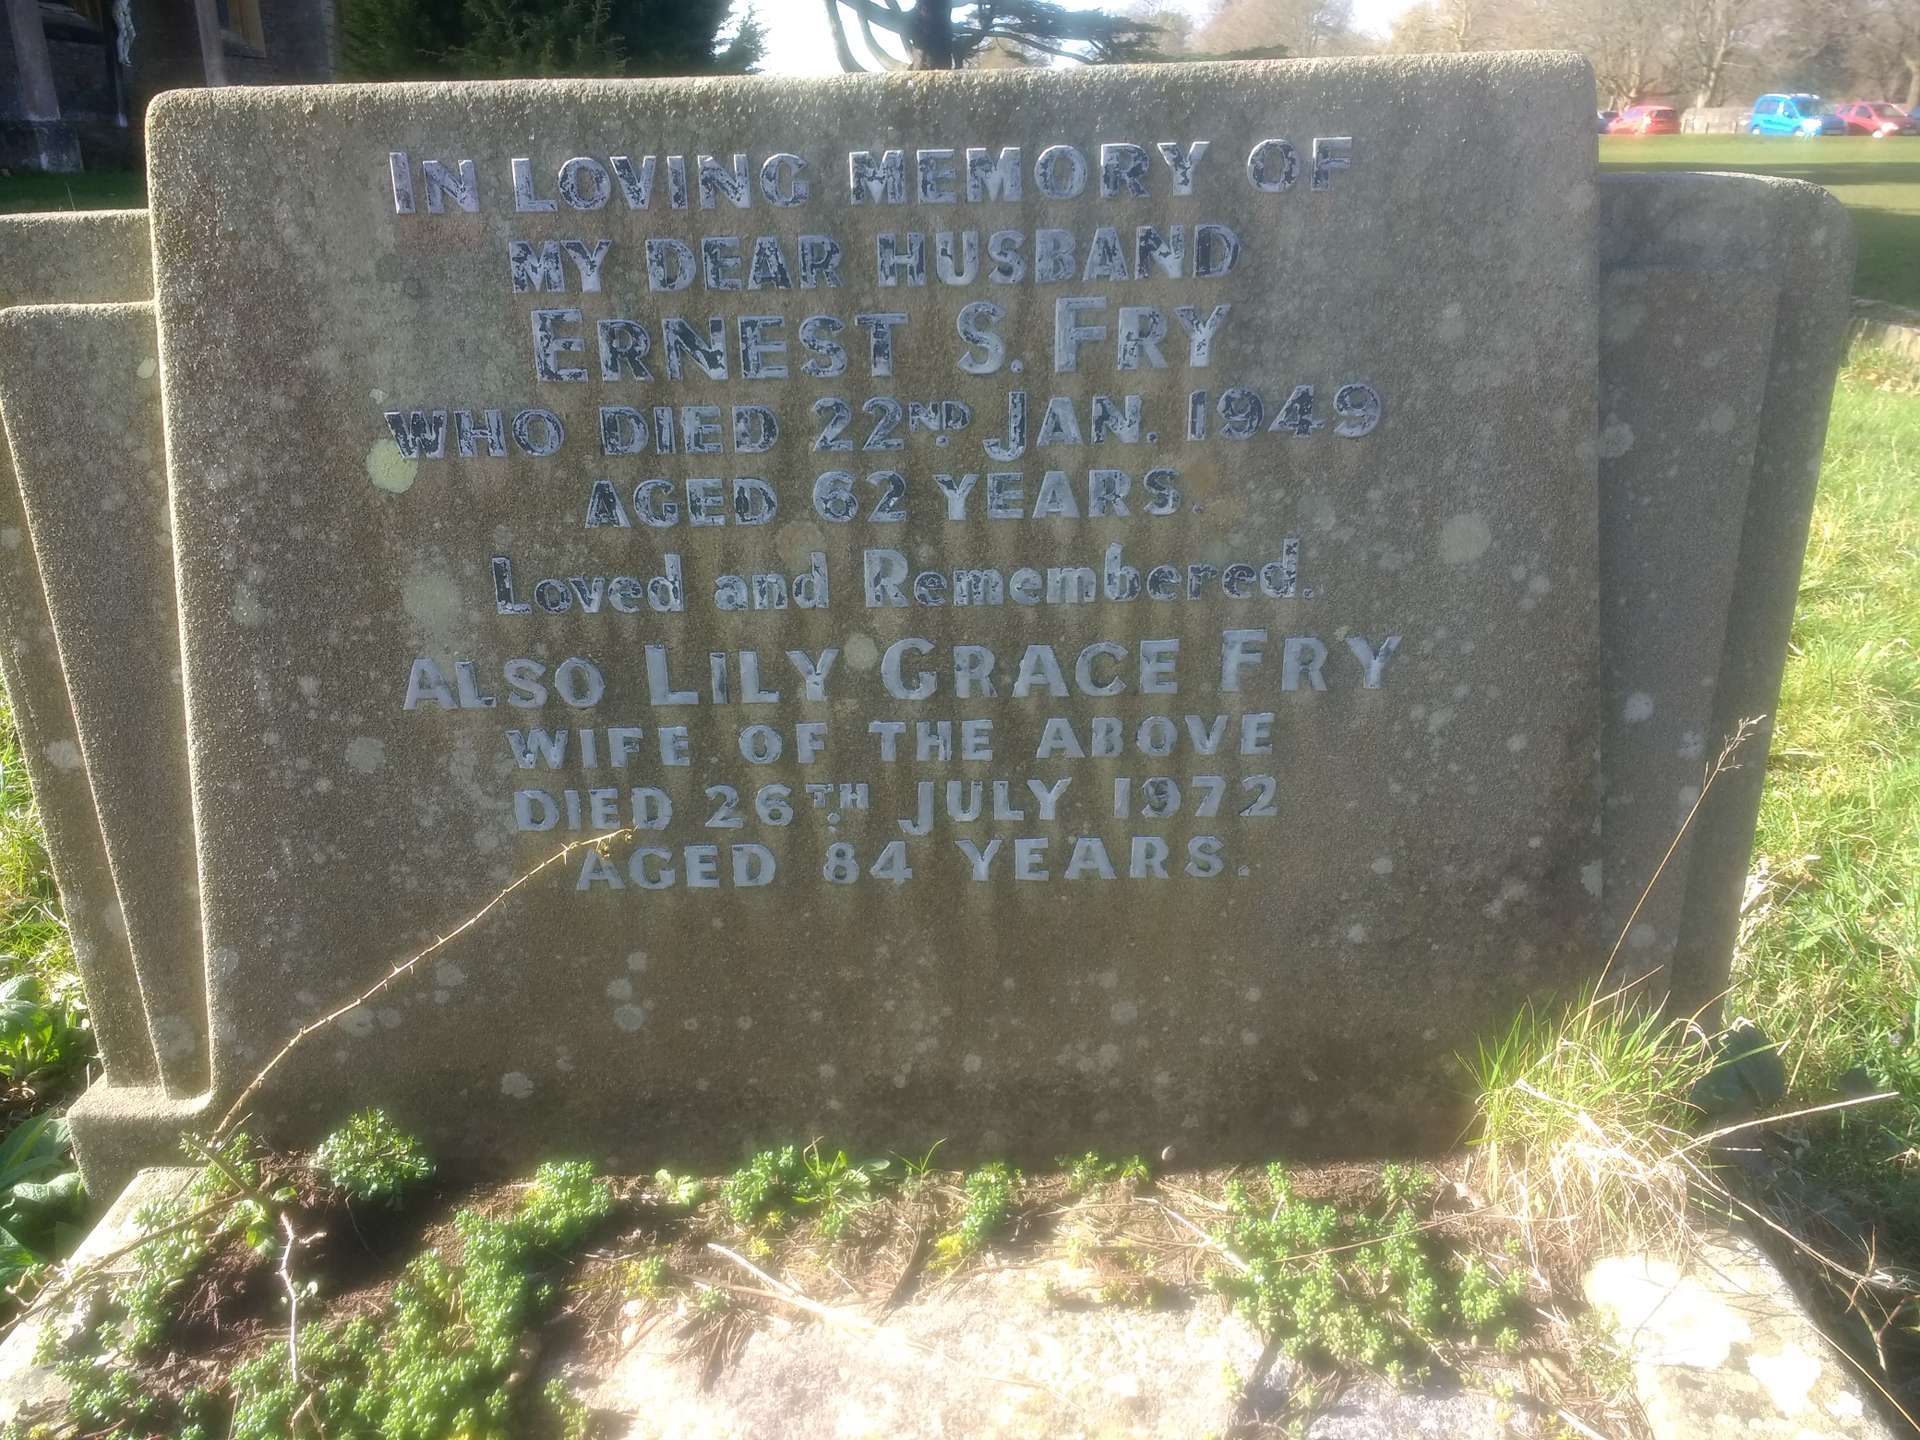 IN LOVING MEMORY OF
MY DEAR HUSBAND
ERNEST S. FRY
WHO DIED 22ND JAN. 1949
AGED 62 YEARS.
Loved and Remembered.
ALSO LILY GRACE FRY
WIFE OF THE ABOVE
DIED 26TH JULY 1972
AGED 84 YEARS.